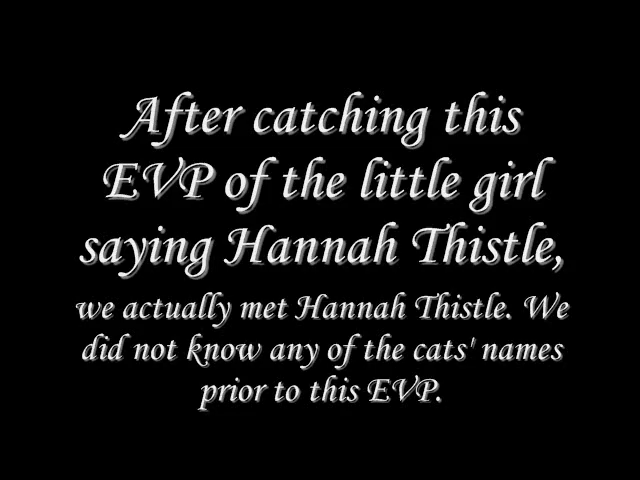 After catching this
EVP of the little girl
saying Hannah Thistle,
we actually met Hannah Thistle. We
did not know any of the cats' names
prior to this EVP.